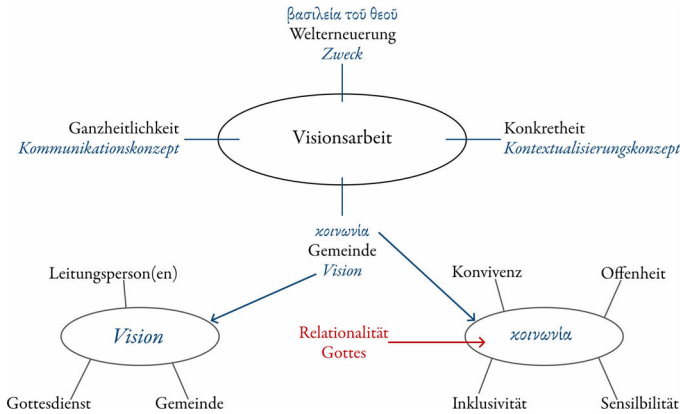 βασιλεία τοῦ θεοῦ
Welterneuerung
Zweck
Ganzheitlichkeit
Kommunikationskonzept
Visionsarbeit
Konkretheit
Kontextualisierungskonzept
κοινωνία
Gemeinde
Vision
Leitungsperson(en)
Vision
Gottesdienst
Gemeinde
Relationalität
Gottes
Konvivenz
Offenheit
κοινωνία
Inklusivität
Sensilbilität